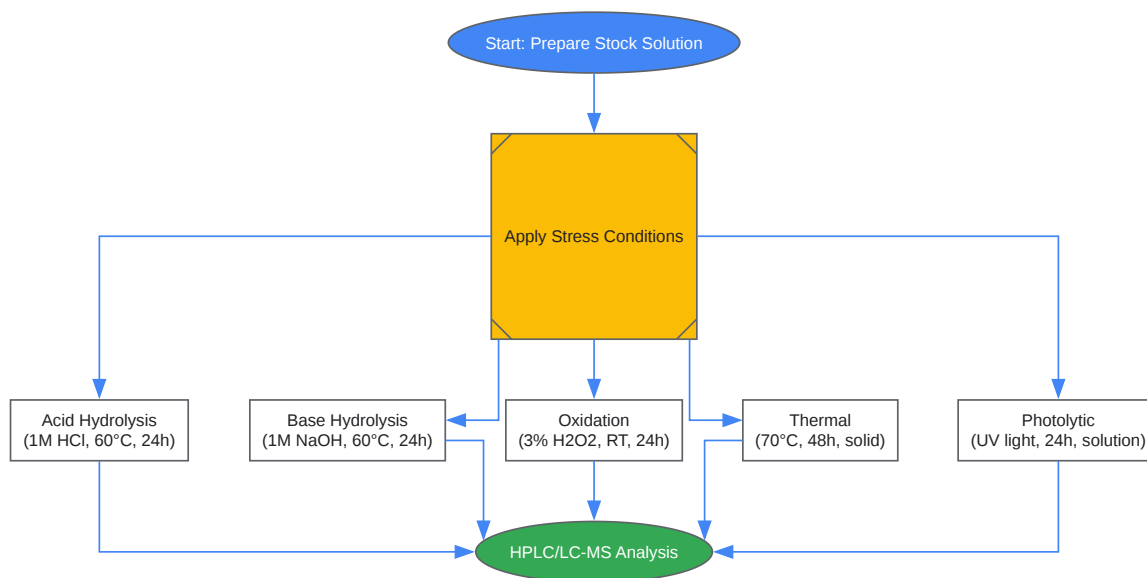 Start: Prepare Stock Solution
Apply Stress Conditions
Acid Hydrolysis
(1M HCl, 60°C, 24h)
Base Hydrolysis
(1M NaOH, 60°C, 24h)
Oxidation
(3% H2O2, RT, 24h)
Thermal
(70°C, 48h, solid)
Photolytic
(UV light, 24h, solution)
HPLC/LC-MS Analysis